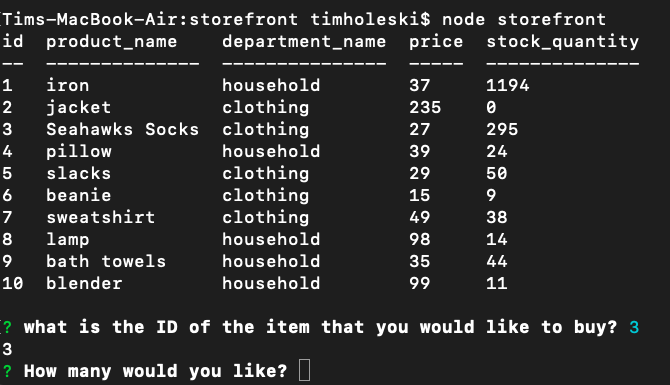 (Tims-MacBook-Air:storefront timholeski$ node storefront
id  product_name    department_name  price  stock_quantity
--  --------------  ---------------  -----  --------------
1   iron            household        37     1194
2   jacket          clothing         235    0
3   Seahawks Socks  clothing         27     295
4   pillow          household        39     24
5   slacks          clothing         29     50
6   beanie          clothing         15     9
7   sweatshirt      clothing         49     38
8   lamp            household        98     14
9   bath towels     household        35     44
10  blender         household        99     11
(? what is the ID of the item that you would like to buy? 3
3
? How many would you like?